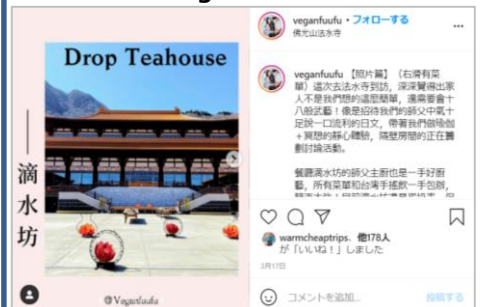 Drop Teahouse
滴水坊
@Veganfuufu
veganfuufu・フォローする
佛光山法水寺
veganfuufu 【照片篇】（右滑有菜
單）這次去法水寺到訪，深深覺得出家
人不是我們想的這麼簡單，還需要會十
八般武藝！像是招待我們的師父中氣十
足說一口流利的日文，帶著我們做瑜伽
＋冥想的靜心體驗，隔壁房間的正在籌
劃討論活動。
餐廳滴水坊的師父主廚也是一手好廚
藝，所有菜單和台灣手搖飲一手包辦，
warmcheaptrips、他178人
が「いいね！」しました
3月17日
コメントを追加...
投稿する